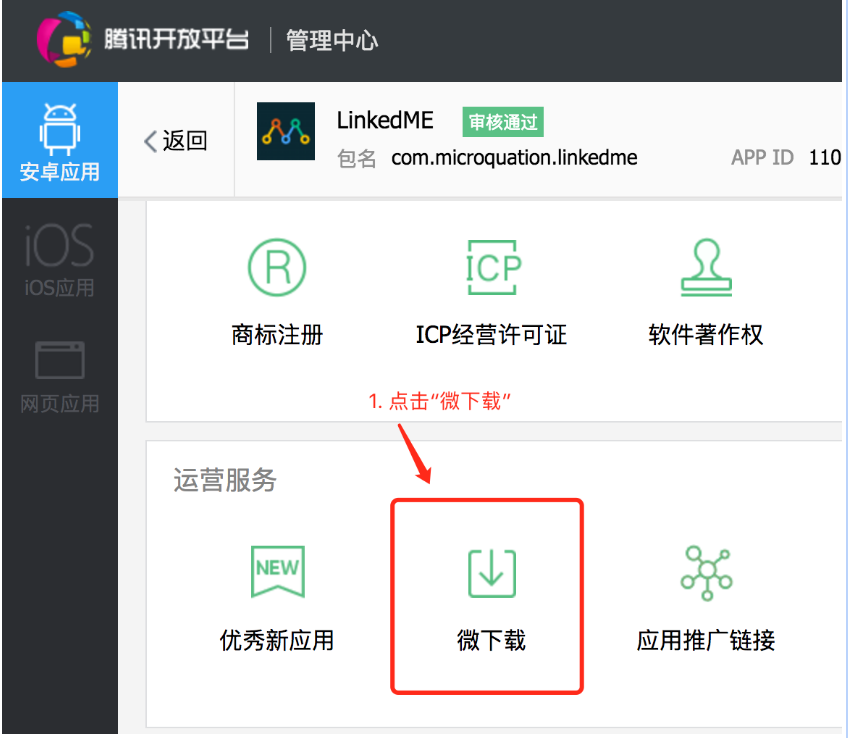 腾讯开放平台 | 管理中心
安卓应用
iOS
iOS应用
网页应用
返回
LinkedME 审核通过
包名 com.microquation.linkedme APP ID 110
R ICP
商标注册 ICP经营许可证 软件著作权
1. 点击“微下载”
运营服务
NEW
优秀新应用 微下载 应用推广链接